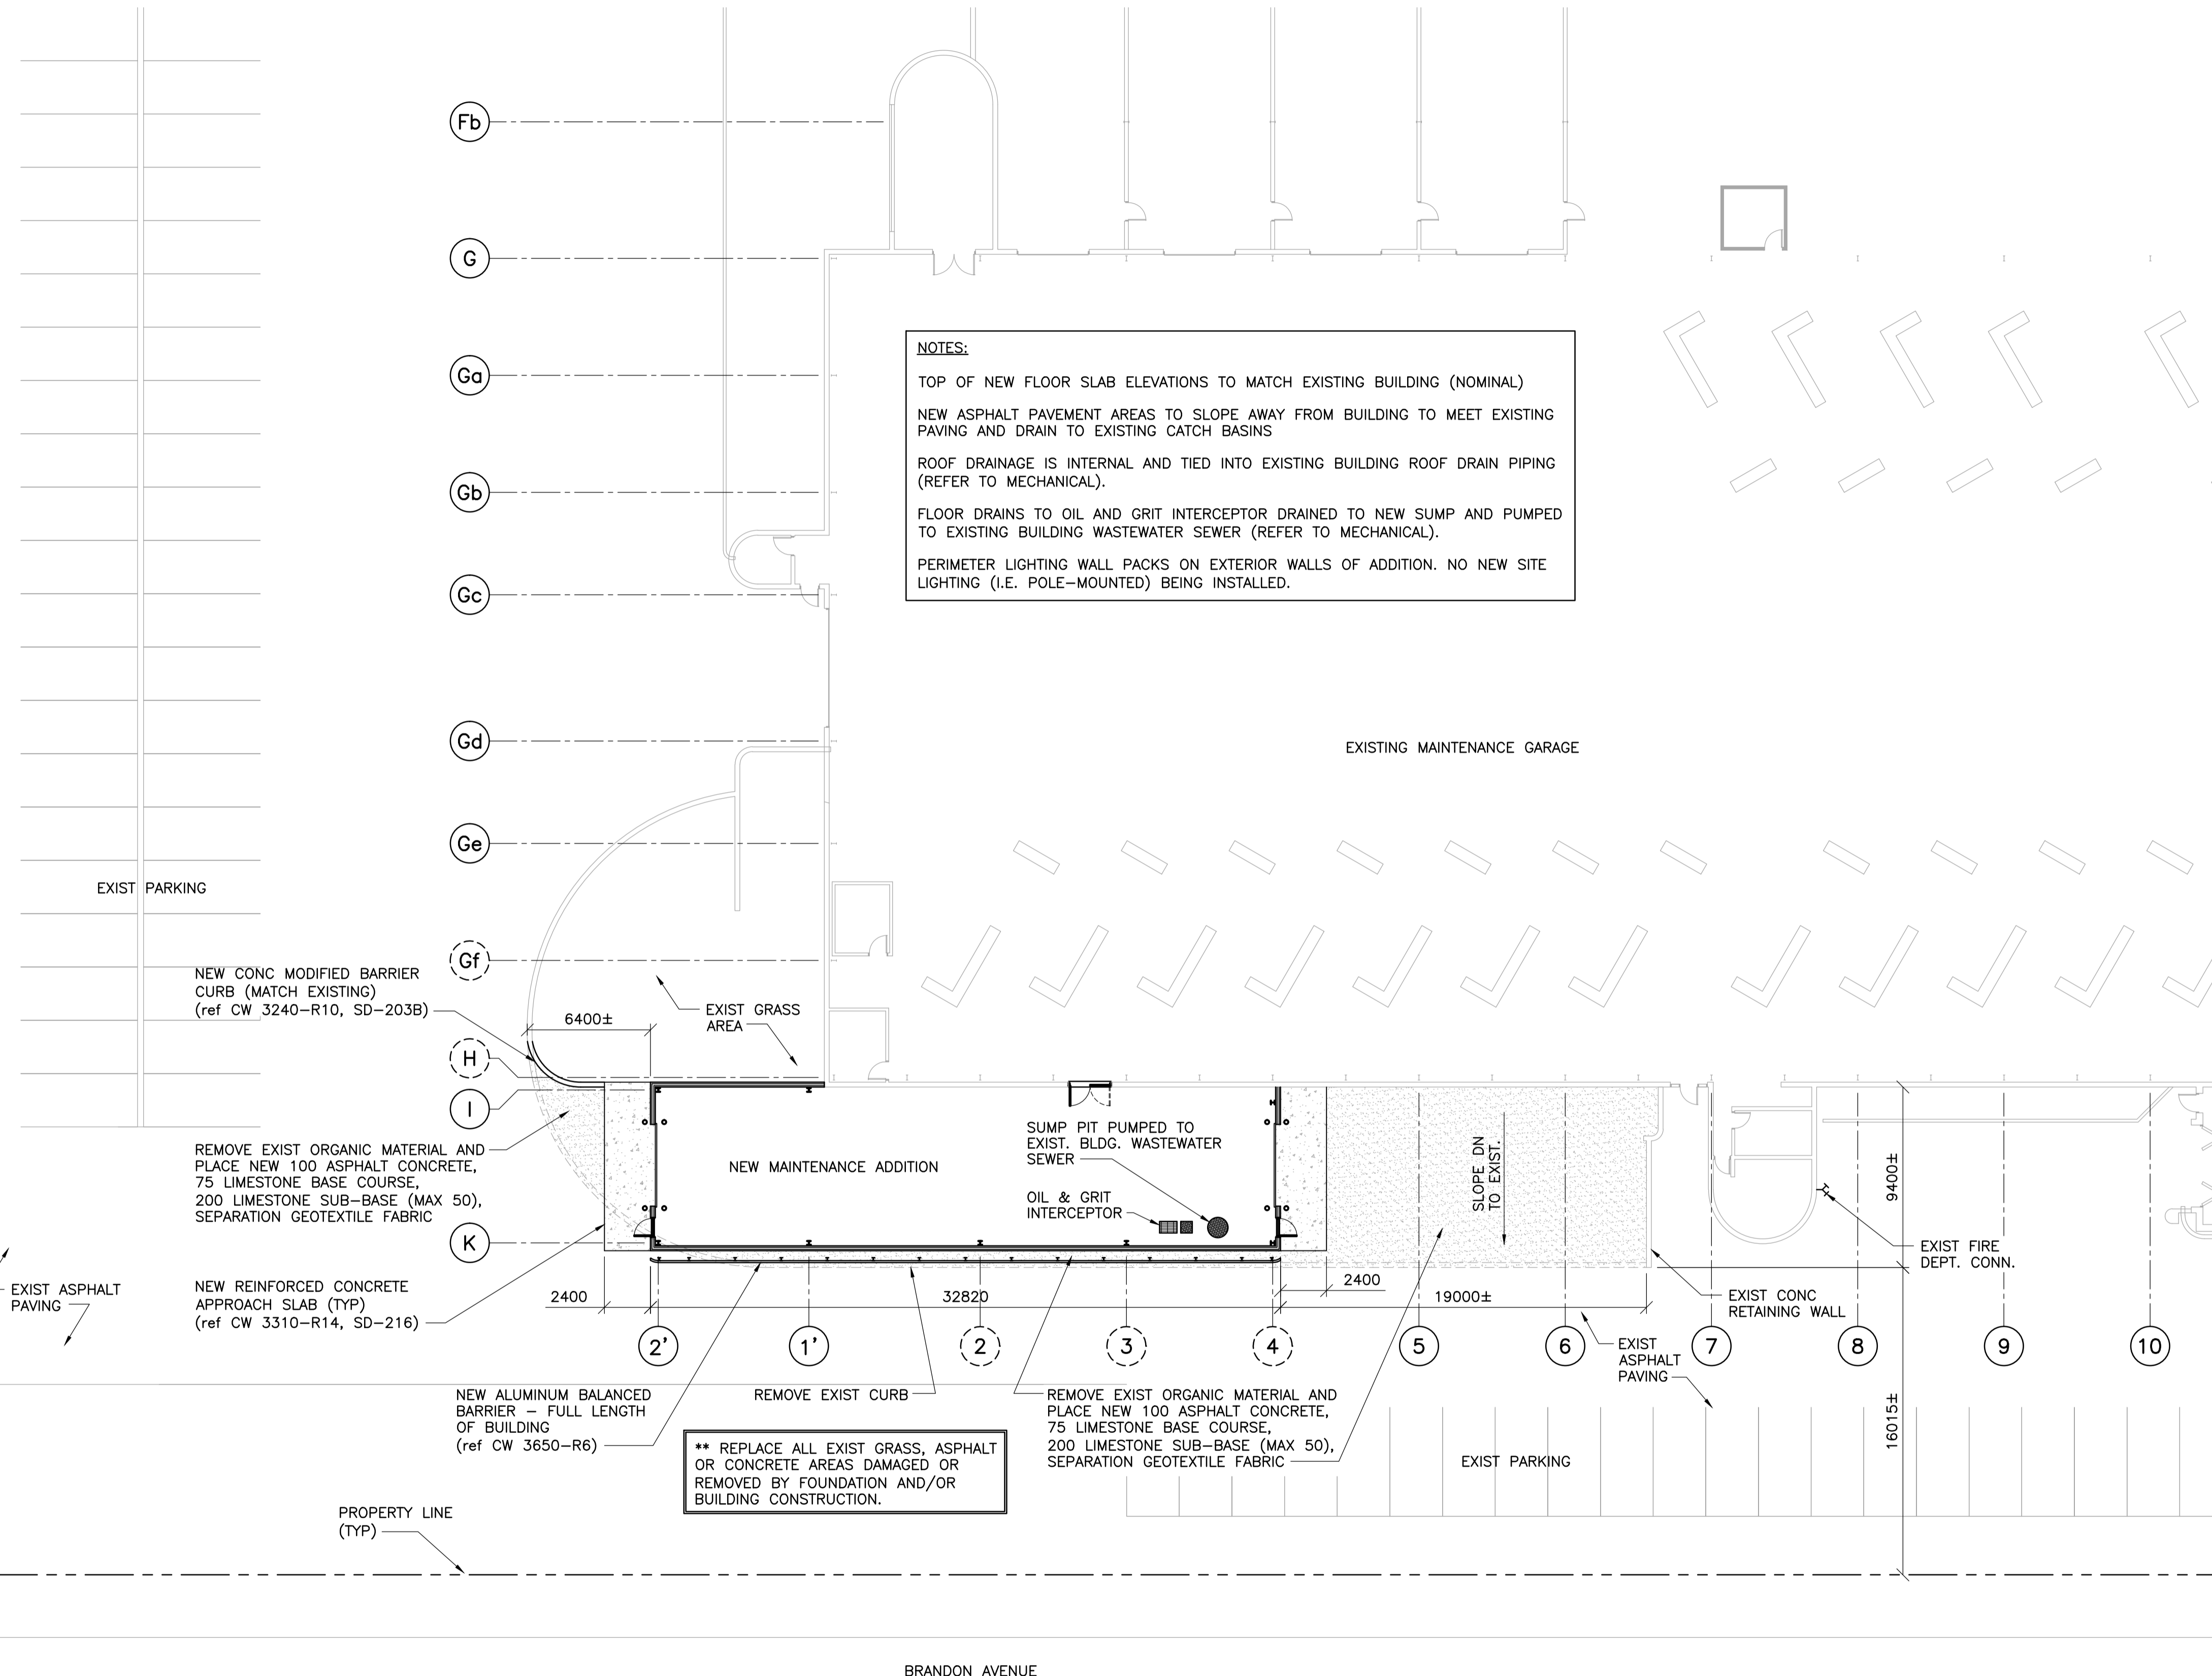 Fb
G
Ga
Gb
Gc
Gd
Ge
Gf
H
I
K
NOTES:
TOP OF NEW FLOOR SLAB ELEVATIONS TO MATCH EXISTING BUILDING (NOMINAL)
NEW ASPHALT PAVEMENT AREAS TO SLOPE AWAY FROM BUILDING TO MEET EXISTING
PAVING AND DRAIN TO EXISTING CATCH BASINS
ROOF DRAINAGE IS INTERNAL AND TIED INTO EXISTING BUILDING ROOF DRAIN PIPING
(REFER TO MECHANICAL).
FLOOR DRAINS TO OIL AND GRIT INTERCEPTOR DRAINED TO NEW SUMP AND PUMPED
TO EXISTING BUILDING WASTEWATER SEWER (REFER TO MECHANICAL).
PERIMETER LIGHTING WALL PACKS ON EXTERIOR WALLS OF ADDITION. NO NEW SITE
LIGHTING (I.E. POLE-MOUNTED) BEING INSTALLED.
EXISTING MAINTENANCE GARAGE
EXIST PARKING
NEW CONC MODIFIED BARRIER
CURB (MATCH EXISTING)
(ref CW 3240-R10, SD-203B)
6400±
EXIST GRASS
AREA
REMOVE EXIST ORGANIC MATERIAL AND
PLACE NEW 100 ASPHALT CONCRETE,
75 LIMESTONE BASE COURSE,
200 LIMESTONE SUB-BASE (MAX 50),
SEPARATION GEOTEXTILE FABRIC
NEW MAINTENANCE ADDITION
SUMP PIT PUMPED TO
EXIST. BLDG. WASTEWATER
SEWER
OIL & GRIT
INTERCEPTOR
SLOPE DN
TO EXIST.
9400±
EXIST FIRE
DEPT. CONN.
EXIST CONC
RETAINING WALL
EXIST ASPHALT
PAVING
NEW REINFORCED CONCRETE
APPROACH SLAB (TYP)
(ref CW 3310-R14, SD-216)
2400
32820
2400
19000±
2'
1'
2
3
4
5
6
7
8
9
10
EXIST
ASPHALT
PAVING
NEW ALUMINUM BALANCED
BARRIER - FULL LENGTH
OF BUILDING
(ref CW 3650-R6)
REMOVE EXIST CURB
REMOVE EXIST ORGANIC MATERIAL AND
PLACE NEW 100 ASPHALT CONCRETE,
75 LIMESTONE BASE COURSE,
200 LIMESTONE SUB-BASE (MAX 50),
SEPARATION GEOTEXTILE FABRIC
** REPLACE ALL EXIST GRASS, ASPHALT
OR CONCRETE AREAS DAMAGED OR
REMOVED BY FOUNDATION AND/OR
BUILDING CONSTRUCTION.
EXIST PARKING
16015±
PROPERTY LINE
(TYP)
BRANDON AVENUE